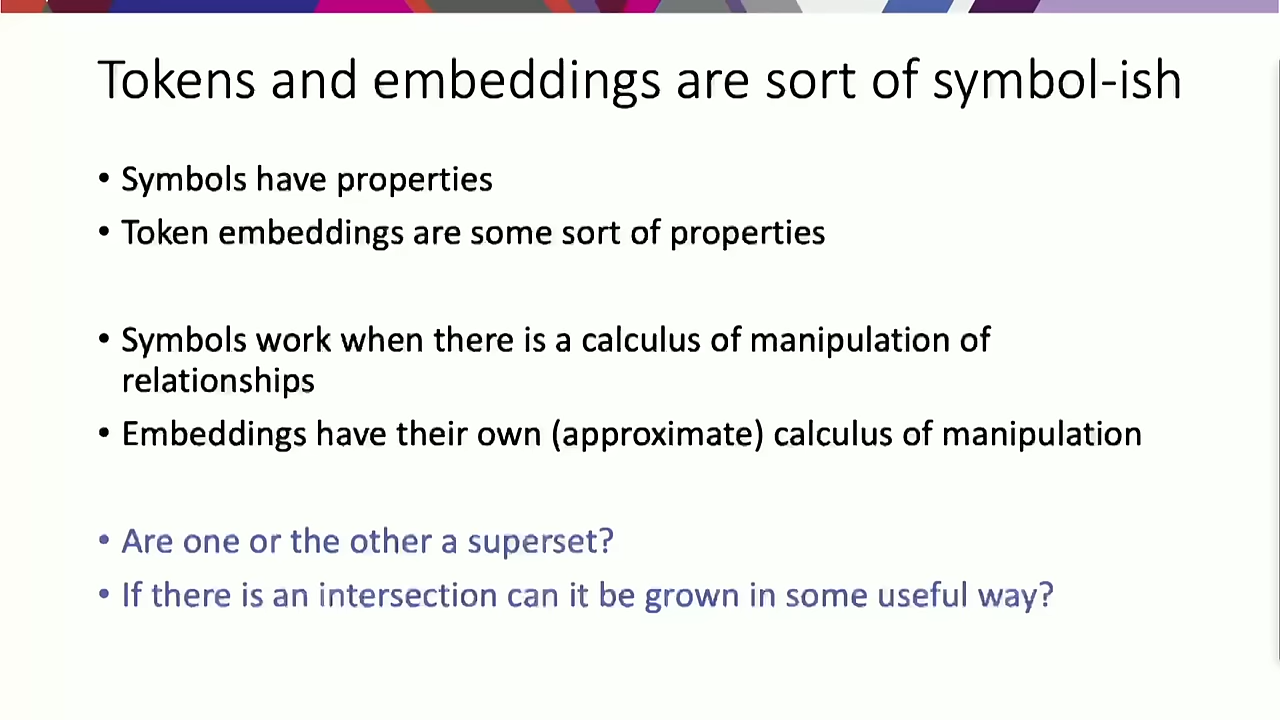 Tokens and embeddings are sort of symbol-ish
• Symbols have properties
• Token embeddings are some sort of properties
• Symbols work when there is a calculus of manipulation of
relationships
• Embeddings have their own (approximate) calculus of manipulation
• Are one or the other a superset?
• If there is an intersection can it be grown in some useful way?